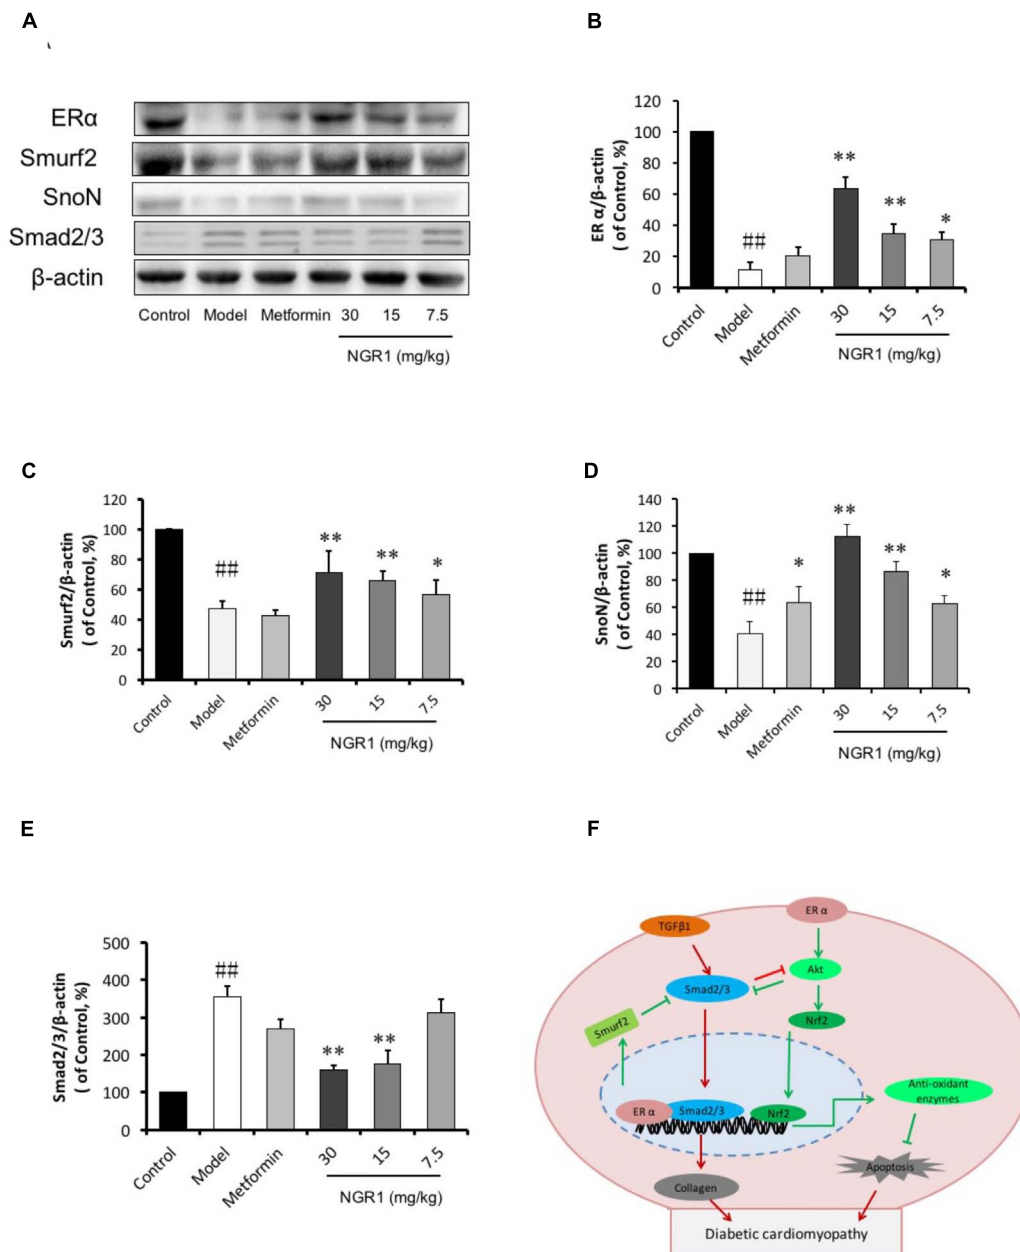 A
ERα
Smurf2
SnoN
Smad2/3
β-actin
Control Model Metformin 30 15 7.5
NGR1 (mg/kg)
B
ER α/β-actin
( of Control, %)
120
100
80
60
40
20
0
##
**
**
*
Control
Model
Metformin
30
15
7.5
NGR1 (mg/kg)
C
Smurf2/β-actin
( of Control, %)
120
100
80
60
40
20
0
##
**
**
*
Control
Model
Metformin
30
15
7.5
NGR1 (mg/kg)
D
SnoN/β-actin
( of Control, %)
140
120
100
80
60
40
20
0
##
*
**
**
*
Control
Model
Metformin
30
15
7.5
NGR1 (mg/kg)
E
Smad2/3/β-actin
( of Control, %)
500
400
300
200
100
0
##
**
**
Control
Model
Metformin
30
15
7.5
NGR1 (mg/kg)
F
TGFβ1
ER α
Smad2/3
Akt
Smurf2
Nrf2
ER α
Smad2/3
Nrf2
Anti-oxidant
enzymes
Collagen
Apoptosis
Diabetic cardiomyopathy